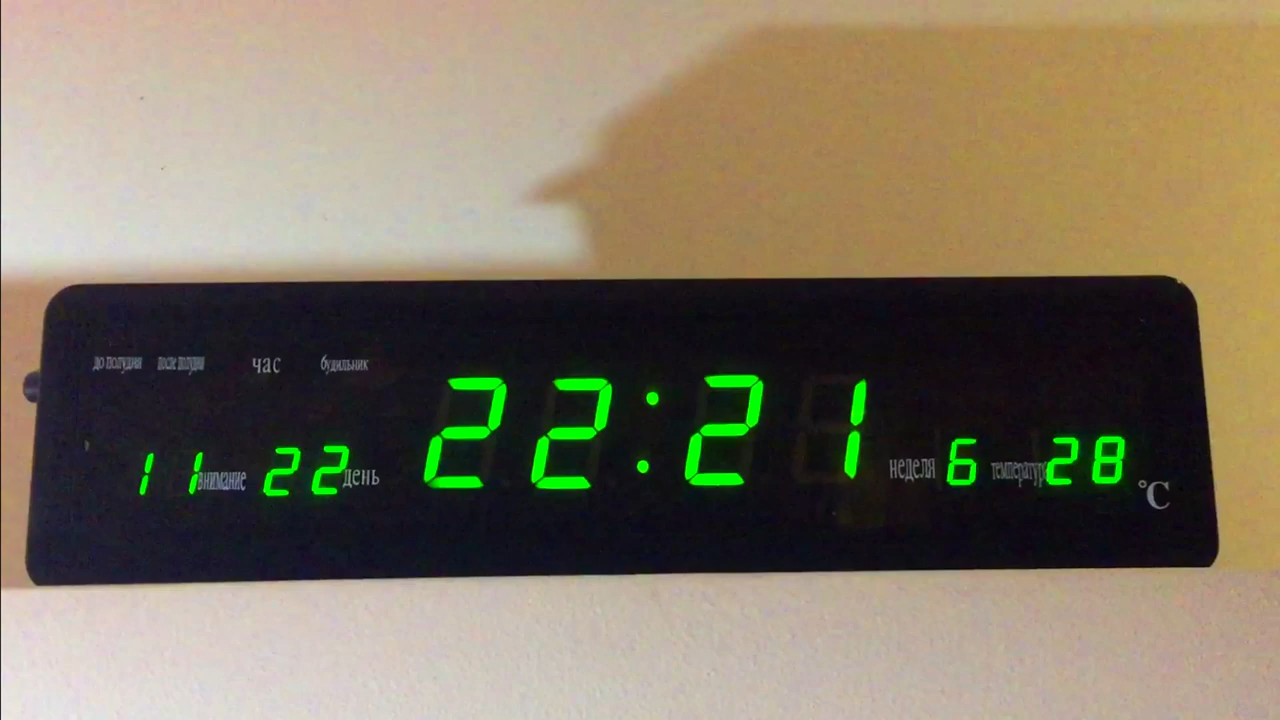 до полудня после полудня час будильник
11 внимание 22 день 22:21 неделя 6 температура 28 °C